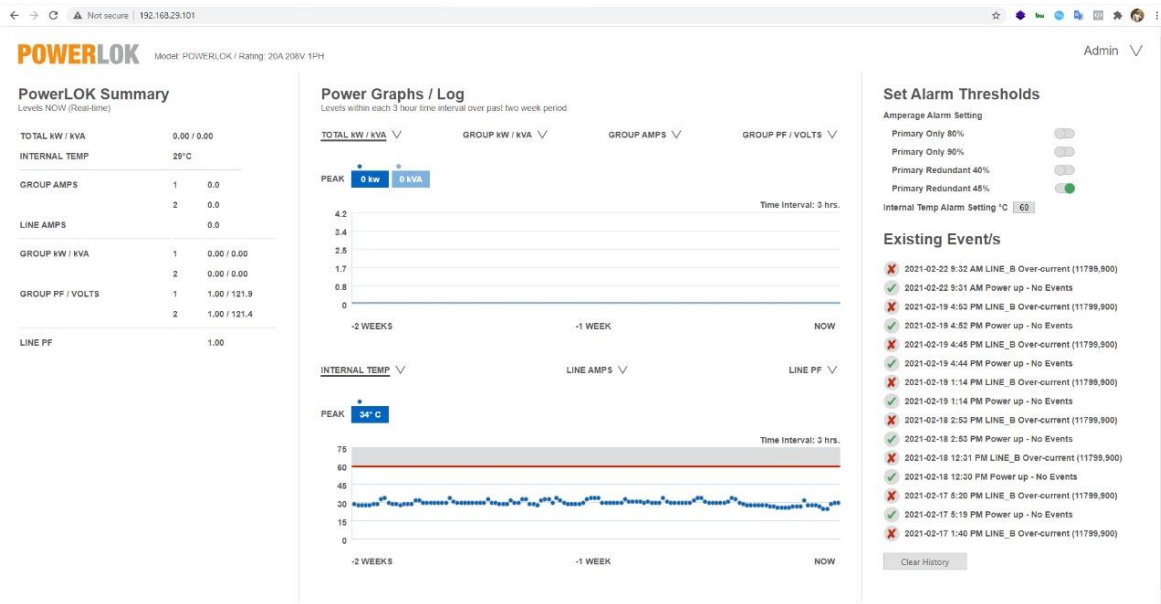 Not secure 192.168.29.101
POWERLOK Model: POWERLOK / Rating: 20A 208V 1PH
Admin
PowerLOK Summary
Levels NOW (Real-time)
TOTAL kW / kVA 0.00 / 0.00
INTERNAL TEMP 29°C
GROUP AMPS 1 0.0
2 0.0
LINE AMPS 0.0
GROUP kW / kVA 1 0.00 / 0.00
2 0.00 / 0.00
GROUP PF / VOLTS 1 1.00 / 121.9
2 1.00 / 121.4
LINE PF 1.00
Power Graphs / Log
Levels within each 3 hour time interval over past two week period
TOTAL kW / kVA GROUP kW / kVA GROUP AMPS GROUP PF / VOLTS
PEAK 0 kw 0 kVA
Time Interval: 3 hrs.
4.2
3.4
2.5
1.7
0.8
0
-2 WEEKS -1 WEEK NOW
INTERNAL TEMP LINE AMPS LINE PF
PEAK 34° C
Time Interval: 3 hrs.
75
60
45
30
15
0
-2 WEEKS -1 WEEK NOW
Set Alarm Thresholds
Amperage Alarm Setting
Primary Only 80%
Primary Only 90%
Primary Redundant 40%
Primary Redundant 45%
Internal Temp Alarm Setting °C 60
Existing Event/s
2021-02-22 9:32 AM LINE_B Over-current (11799,900)
2021-02-22 9:31 AM Power up - No Events
2021-02-19 4:53 PM LINE_B Over-current (11799,900)
2021-02-19 4:52 PM Power up - No Events
2021-02-19 4:45 PM LINE_B Over-current (11799,900)
2021-02-19 4:44 PM Power up - No Events
2021-02-19 1:14 PM LINE_B Over-current (11799,900)
2021-02-19 1:14 PM Power up - No Events
2021-02-18 2:53 PM LINE_B Over-current (11799,900)
2021-02-18 2:53 PM Power up - No Events
2021-02-18 12:31 PM LINE_B Over-current (11799,900)
2021-02-18 12:30 PM Power up - No Events
2021-02-17 5:20 PM LINE_B Over-current (11799,900)
2021-02-17 5:19 PM Power up - No Events
2021-02-17 1:40 PM LINE_B Over-current (11799,900)
Clear History